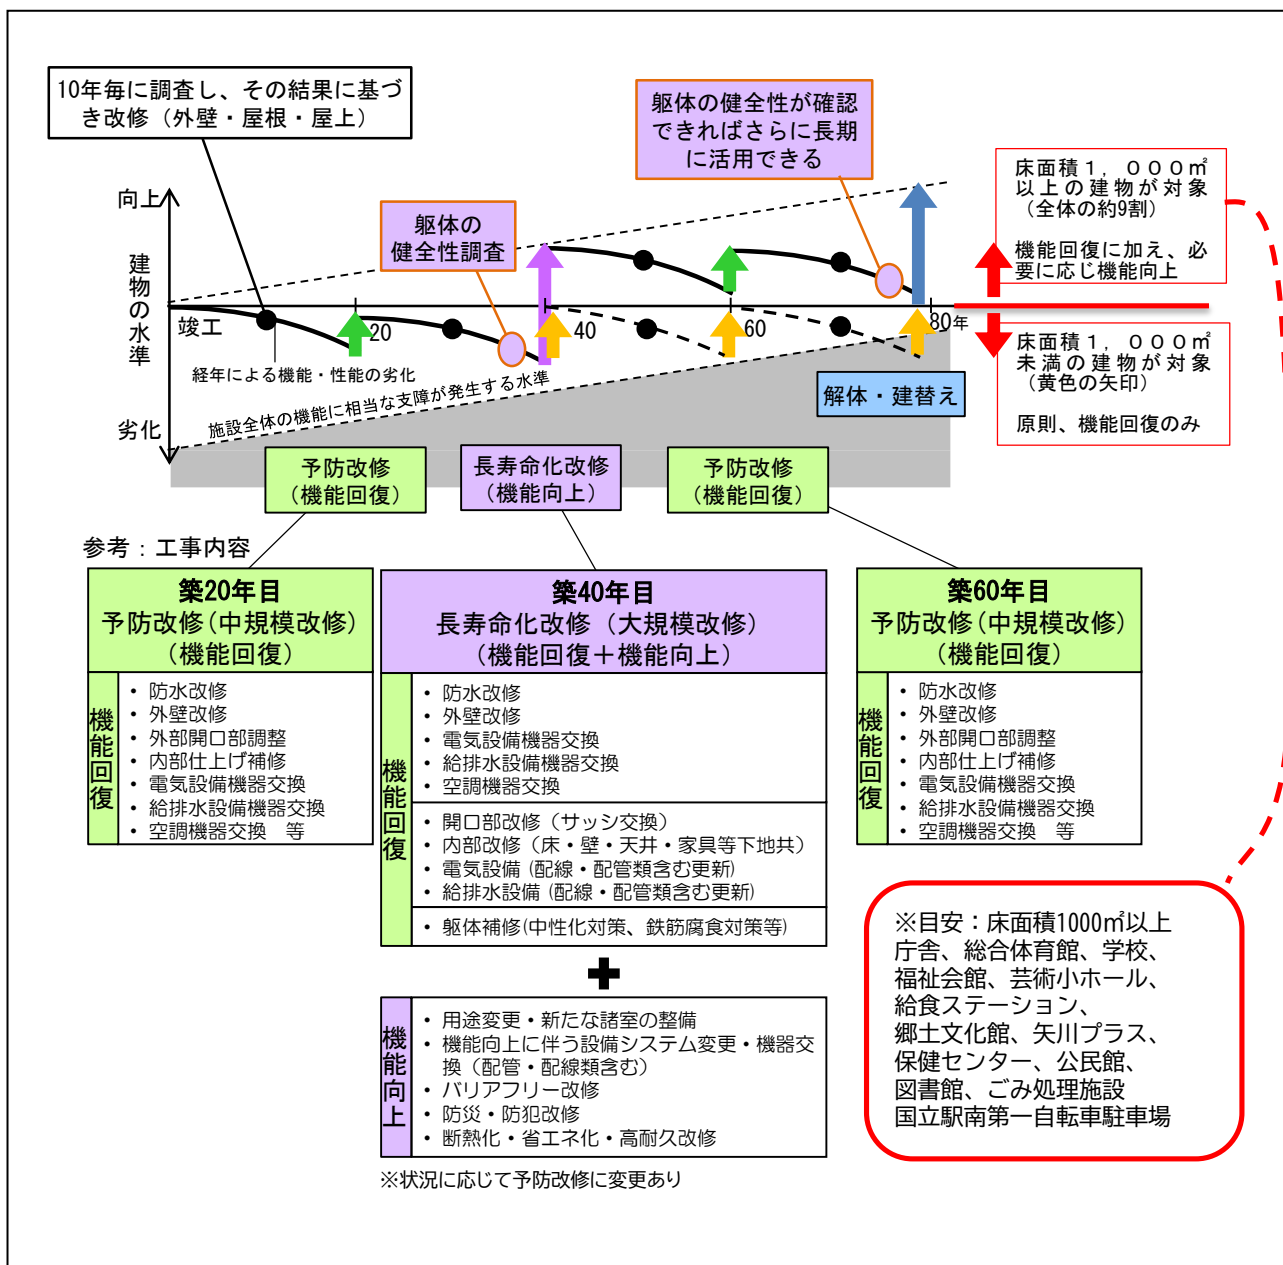 10年毎に調査し、その結果に基づ
き改修（外壁・屋根・屋上）
躯体の健全性が確認
できればさらに長期
に活用できる
床面積１，０００㎡
以上の建物が対象
（全体の約9割）
機能回復に加え、必
要に応じ機能向上
向上
躯体の
健全性調査
建物の水準
竣工
20
40
60
80年
経年による機能・性能の劣化
施設全体の機能に相当な支障が発生する水準
劣化
床面積１，０００㎡
未満の建物が対象
（黄色の矢印）
原則、機能回復のみ
解体・建替え
予防改修
（機能回復）
長寿命化改修
（機能向上）
予防改修
（機能回復）
参考：工事内容
築20年目
予防改修（中規模改修）
（機能回復）
機能回復
・防水改修
・外壁改修
・外部開口部調整
・内部仕上げ補修
・電気設備機器交換
・給排水設備機器交換
・空調機器交換　等
築40年目
長寿命化改修（大規模改修）
（機能回復＋機能向上）
機能回復
・防水改修
・外壁改修
・電気設備機器交換
・給排水設備機器交換
・空調機器交換
・開口部改修（サッシ交換）
・内部改修（床・壁・天井・家具等下地共）
・電気設備（配線・配管類含む更新）
・給排水設備（配線・配管類含む更新）
・躯体補修（中性化対策、鉄筋腐食対策等）
機能向上
・用途変更・新たな諸室の整備
・機能向上に伴う設備システム変更・機器交
換（配管・配線類含む）
・バリアフリー改修
・防災・防犯改修
・断熱化・省エネ化・高耐久改修
※状況に応じて予防改修に変更あり
築60年目
予防改修（中規模改修）
（機能回復）
機能回復
・防水改修
・外壁改修
・外部開口部調整
・内部仕上げ補修
・電気設備機器交換
・給排水設備機器交換
・空調機器交換　等
※目安：床面積1000㎡以上
庁舎、総合体育館、学校、
福祉会館、芸術小ホール、
給食ステーション、
郷土文化館、矢川プラス、
保健センター、公民館、
図書館、ごみ処理施設
国立駅南第一自転車駐車場